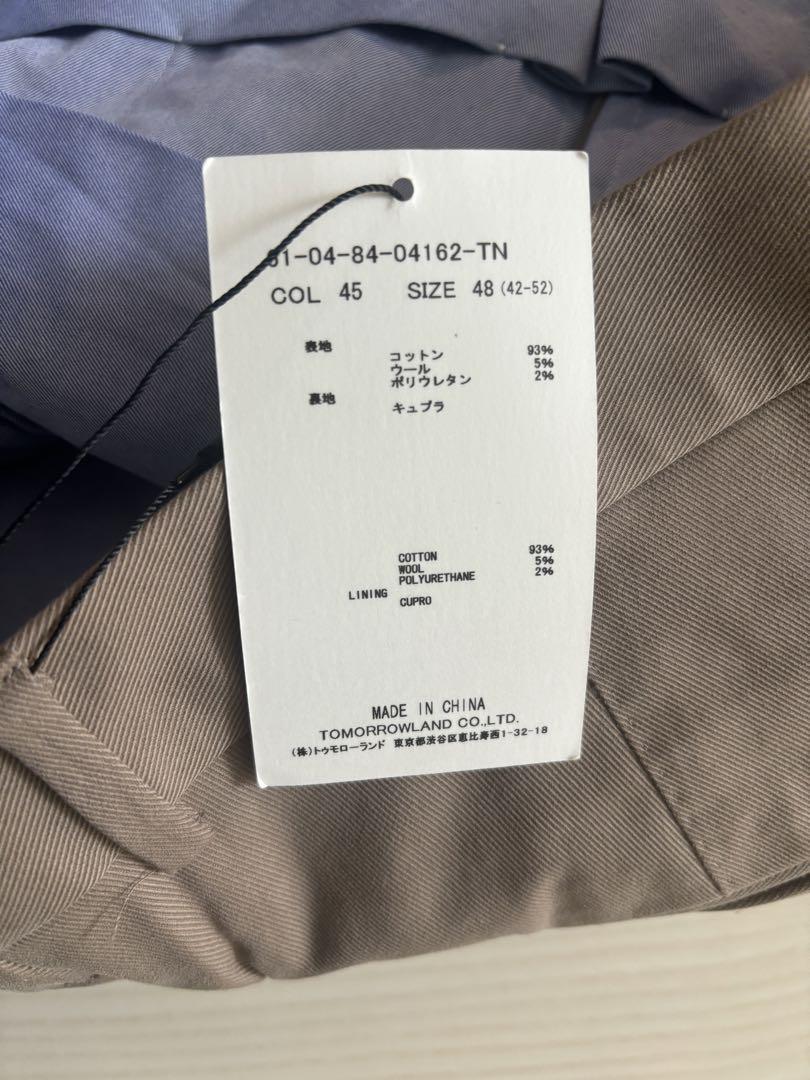 51-04-84-04162-TN
COL 45 SIZE 48 (42-52)
表地 コットン 93%
ウール 5%
ポリウレタン 2%
裏地 キュプラ
COTTON 93%
WOOL 5%
POLYURETHANE 2%
LINING CUPRO
MADE IN CHINA
TOMORROWLAND CO.,LTD.
(株)トゥモローランド 東京都渋谷区恵比寿西1-32-18